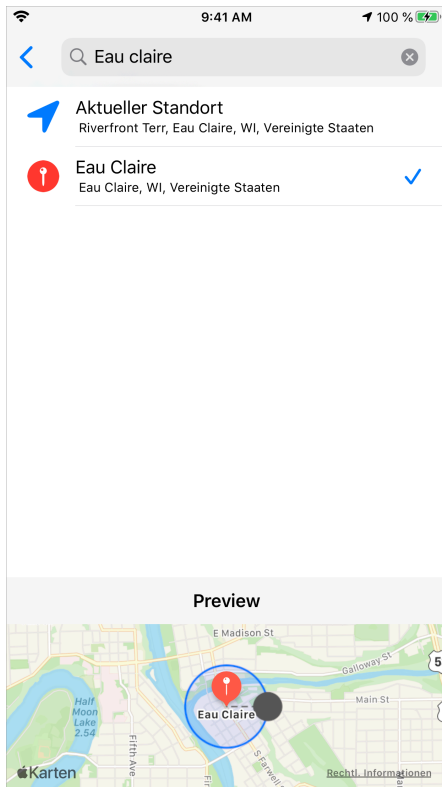 9:41 AM
100 %
Eau claire
Aktueller Standort
Riverfront Terr, Eau Claire, WI, Vereinigte Staaten
Eau Claire
Eau Claire, WI, Vereinigte Staaten
Preview
E Madison St
Galloway St
5
Main St
Half
Moon
Lake
2.54
Eau Claire
Fifth Ave
S Farwell
Karten
Rechtl. Informationen